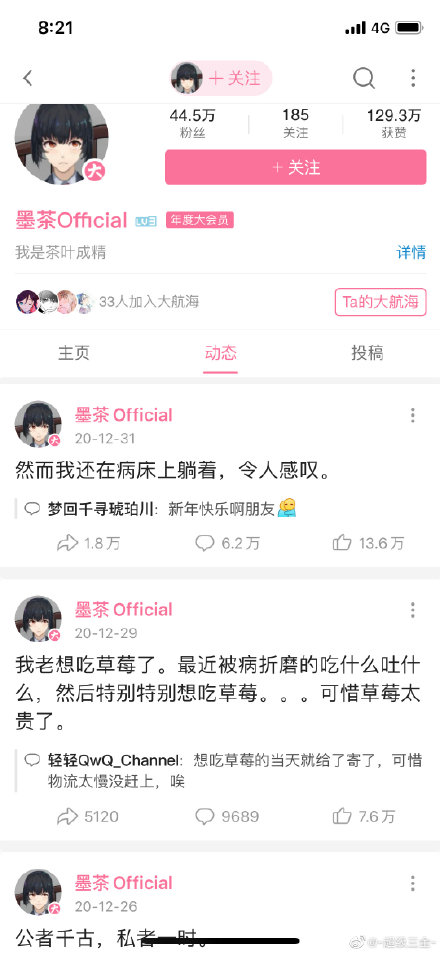 8:21
4G
+ 关注
44.5万
185
129.3万
粉丝
关注
获赞
+ 关注
大
墨茶Official LV3 年度大会员
我是茶叶成精
详情
33人加入大航海
Ta的大航海
主页
动态
投稿
墨茶 Official
20-12-31
然而我还在病床上躺着，令人感叹。
梦回千寻琥珀川：新年快乐啊朋友
1.8万
6.2万
13.6万
墨茶 Official
20-12-29
我老想吃草莓了。最近被病折磨的吃什么吐什
么，然后特别特别想吃草莓。。。可惜草莓太
贵了。
轻轻QwQ_Channel：想吃草莓的当天就给了寄了，可惜
物流太慢没赶上，唉
5120
9689
7.6万
墨茶 Official
20-12-26
公者千古，私者一时。
@-超级三金-